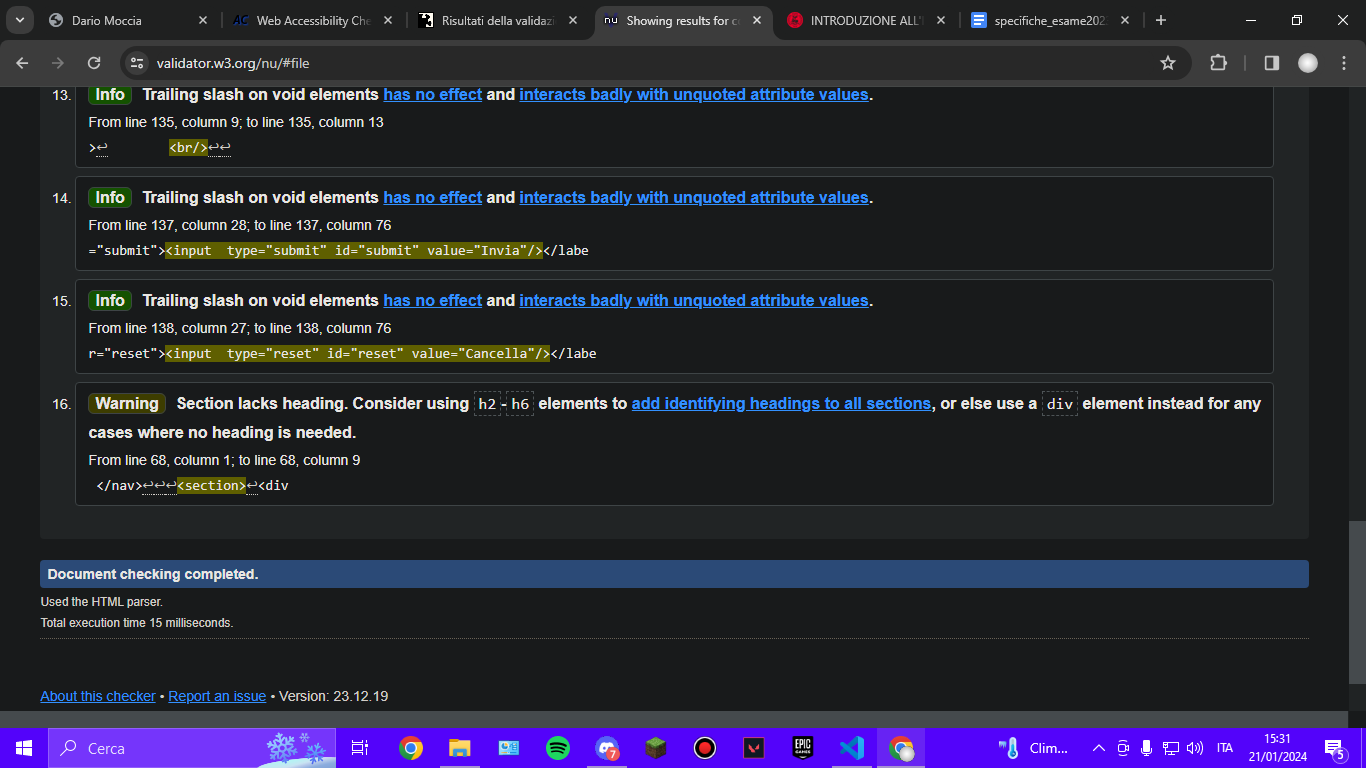 Dario Moccia
Web Accessibility Che
Risultati della validazi
Showing results for c
INTRODUZIONE ALL'
specifiche_esame202
validator.w3.org/nu/#file
13. Info Trailing slash on void elements has no effect and interacts badly with unquoted attribute values.
From line 135, column 9; to line 135, column 13
>↩ <br/>↩↩
14. Info Trailing slash on void elements has no effect and interacts badly with unquoted attribute values.
From line 137, column 28; to line 137, column 76
="submit"><input  type="submit" id="submit" value="Invia"/></labe
15. Info Trailing slash on void elements has no effect and interacts badly with unquoted attribute values.
From line 138, column 27; to line 138, column 76
r="reset"><input  type="reset" id="reset" value="Cancella"/></labe
16. Warning Section lacks heading. Consider using h2-h6 elements to add identifying headings to all sections, or else use a div element instead for any
cases where no heading is needed.
From line 68, column 1; to line 68, column 9
</nav>↩↩↩<section>↩<div
Document checking completed.
Used the HTML parser.
Total execution time 15 milliseconds.
About this checker • Report an issue • Version: 23.12.19
Cerca
7
EPIC GAMES
Clim...
ITA
15:31
21/01/2024
5